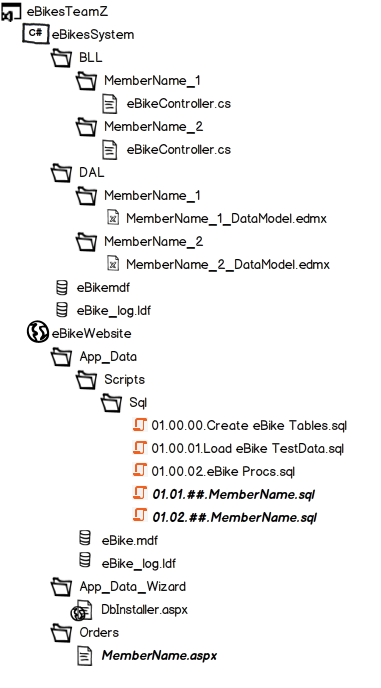 eBikesTeamZ
C# eBikesSystem
BLL
MemberName_1
eBikeController.cs
MemberName_2
eBikeController.cs
DAL
MemberName_1
MemberName_1_DataModel.edmx
MemberName_2
MemberName_2_DataModel.edmx
eBikemdf
eBike_log.ldf
eBikeWebsite
App_Data
Scripts
Sql
01.00.00.Create eBike Tables.sql
01.00.01.Load eBike TestData.sql
01.00.02.eBike Procs.sql
01.01.##.MemberName.sql
01.02.##.MemberName.sql
eBike.mdf
eBike_log.ldf
App_Data_Wizard
DbInstaller.aspx
Orders
MemberName.aspx